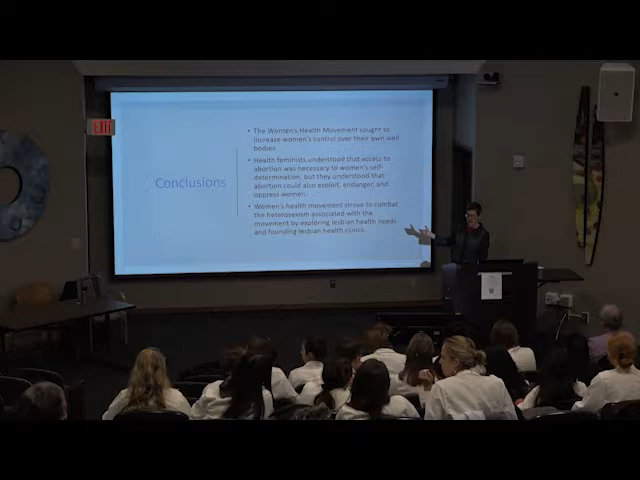 EXIT
Conclusions
• The Women's Health Movement sought to
increase women's control over their own well
bodies
• Health feminists understood that access to
abortion was necessary to women's self-
determination, but they understood that
abortion could also exploit, endanger, and
oppress women.
• Women's health movement strove to combat
the heterosexism associated with the
movement by exploring lesbian health needs
and founding lesbian health clinics.